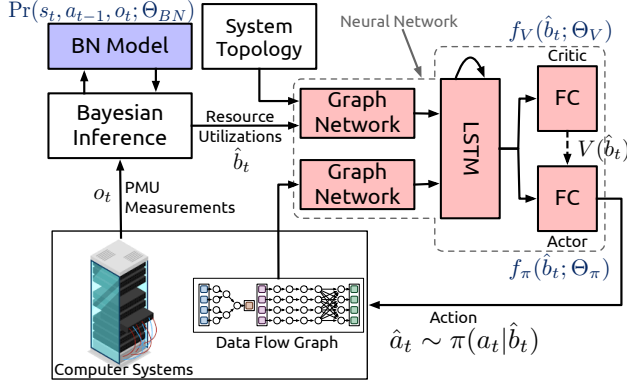 Pr(s_t, a_{t−1}, o_t; Θ_{BN})
BN Model
System
Topology
Neural Network
f_V(b̂_t; Θ_V)
Critic
FC
Bayesian
Inference
Resource
Utilizations
b̂_t
Graph
Network
Graph
Network
LSTM
V(b̂_t)
FC
Actor
f_π(b̂_t; Θ_π)
o_t
PMU
Measurements
Computer Systems
Data Flow Graph
Action
â_t ∼ π(a_t|b̂_t)